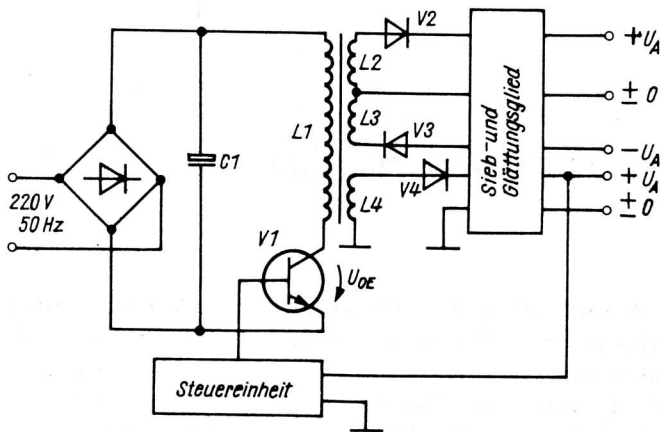 V2
+ U_A
L2
± 0
L1
L3
V3
− U_A
C1
+ U_A
220 V
50 Hz
L4
V4
± 0
Sieb- und
Glättungsglied
V1
U_OE
Steuereinheit